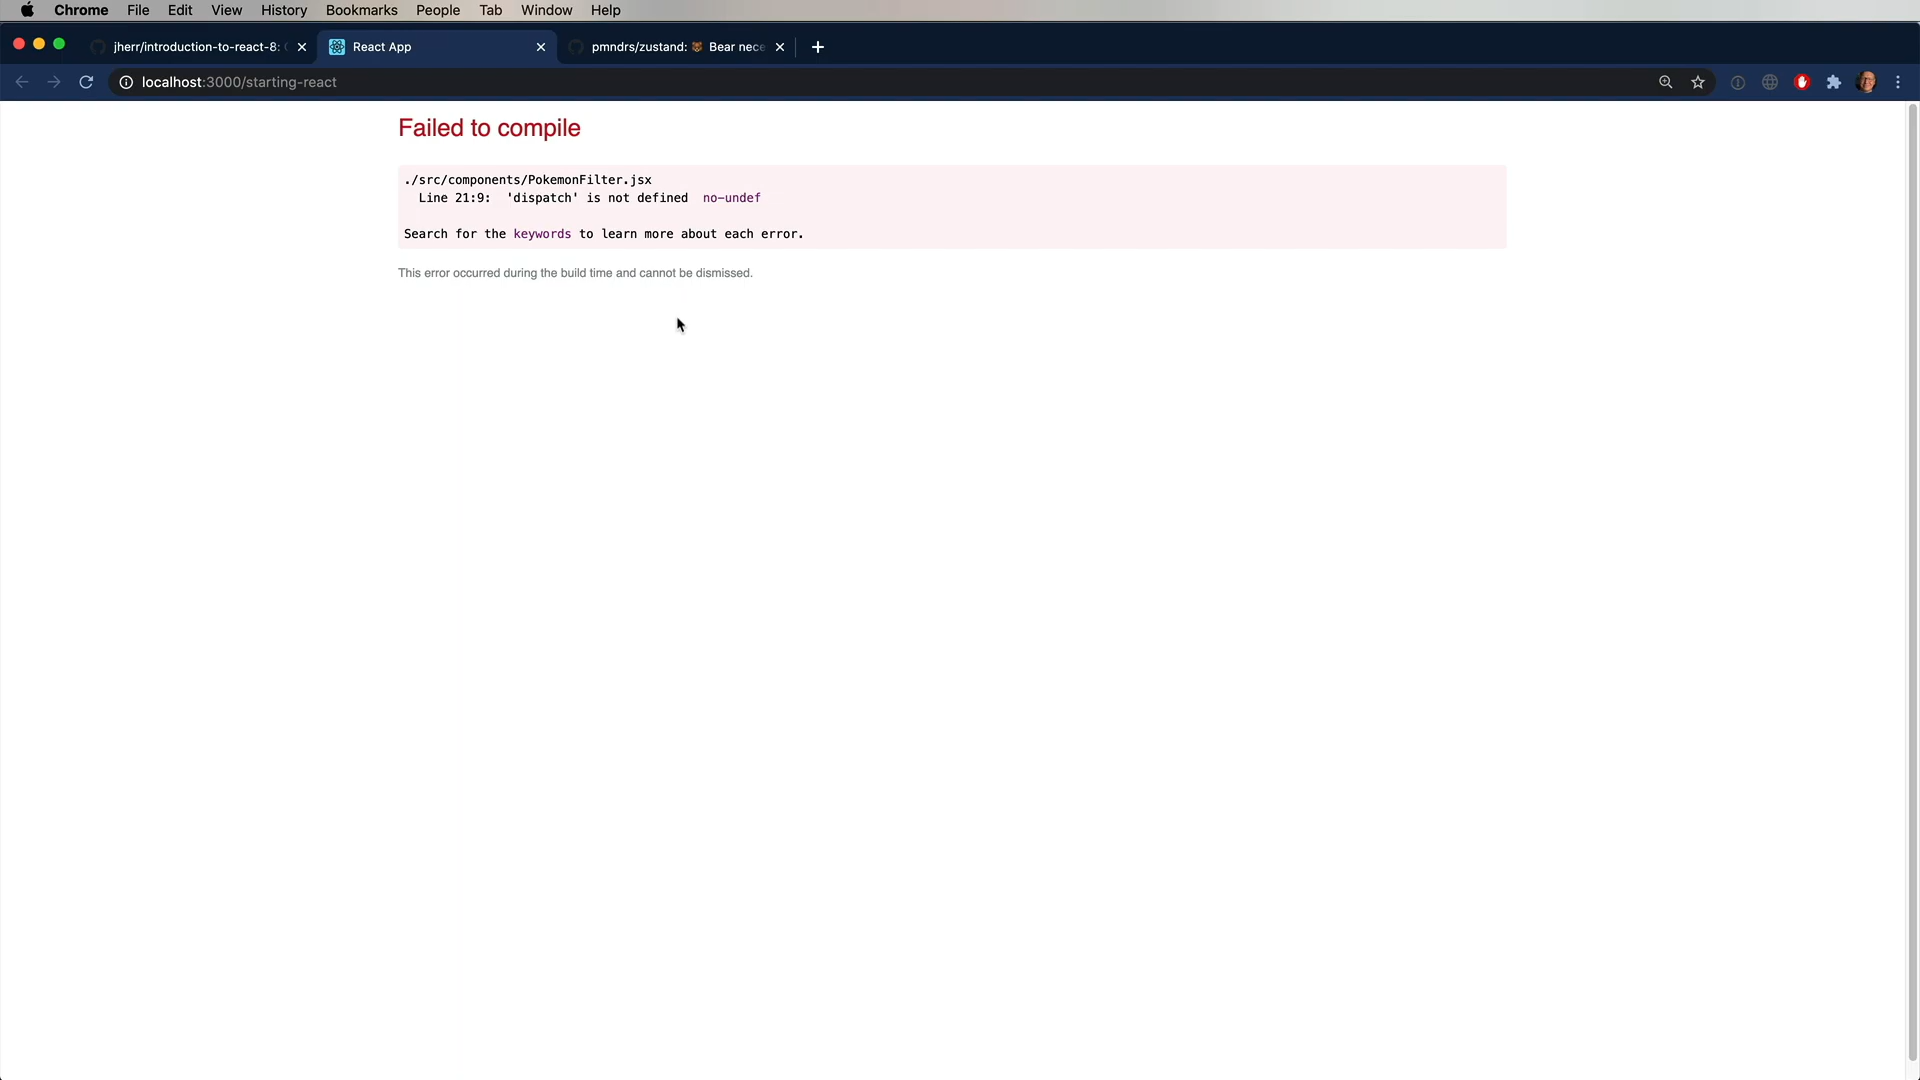 Chrome File Edit View History Bookmarks People Tab Window Help
jherr/introduction-to-react-8: React App pmndrs/zustand: 🐻 Bear nece
localhost:3000/starting-react
Failed to compile
./src/components/PokemonFilter.jsx
Line 21:9: 'dispatch' is not defined no-undef
Search for the keywords to learn more about each error.
This error occurred during the build time and cannot be dismissed.